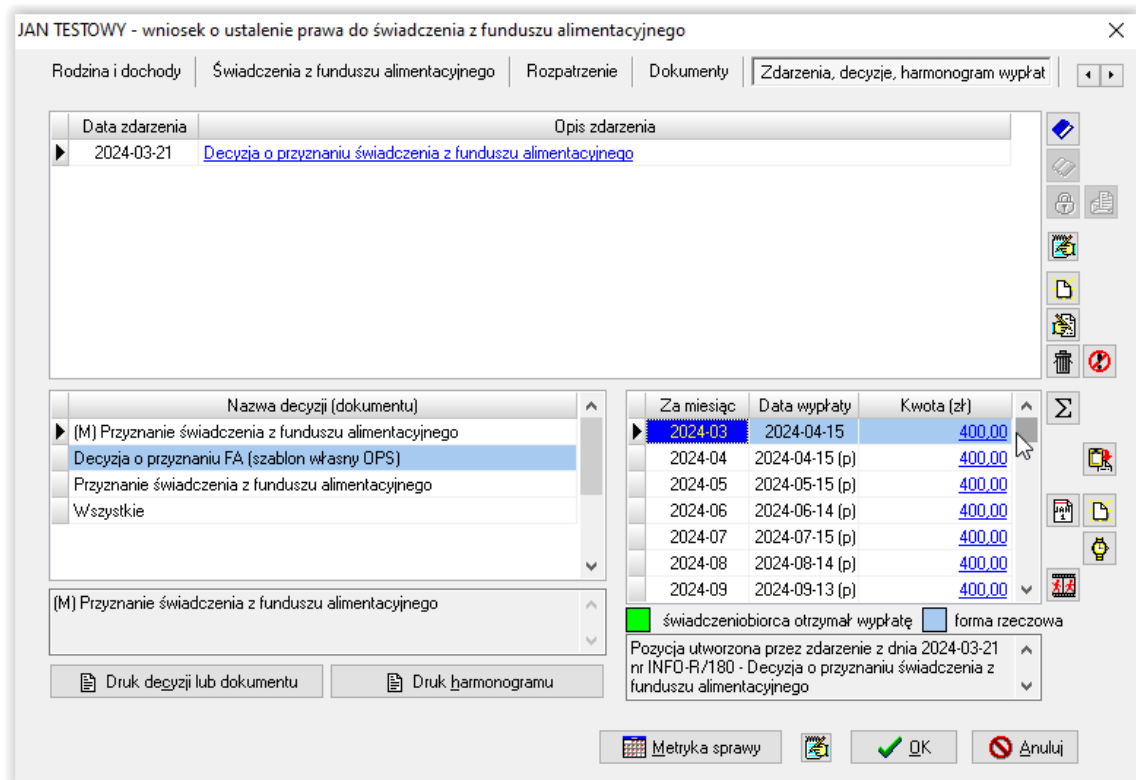 JAN TESTOWY - wniosek o ustalenie prawa do świadczenia z funduszu alimentacyjnego
Rodzina i dochody Świadczenia z funduszu alimentacyjnego Rozpatrzenie Dokumenty Zdarzenia, decyzje, harmonogram wypłat
Data zdarzenia Opis zdarzenia
2024-03-21 Decyzja o przyznaniu świadczenia z funduszu alimentacyjnego
Nazwa decyzji (dokumentu)
(M) Przyznanie świadczenia z funduszu alimentacyjnego
Decyzja o przyznaniu FA (szablon własny OPS)
Przyznanie świadczenia z funduszu alimentacyjnego
Wszystkie
(M) Przyznanie świadczenia z funduszu alimentacyjnego
Druk decyzji lub dokumentu Druk harmonogramu
Za miesiąc Data wypłaty Kwota (zł)
2024-03 2024-04-15 400,00
2024-04 2024-04-15 (p) 400,00
2024-05 2024-05-15 (p) 400,00
2024-06 2024-06-14 (p) 400,00
2024-07 2024-07-15 (p) 400,00
2024-08 2024-08-14 (p) 400,00
2024-09 2024-09-13 (p) 400,00
świadczeniobiorca otrzymał wypłatę forma rzeczowa
Pozycja utworzona przez zdarzenie z dnia 2024-03-21
nr INFO-R/180 - Decyzja o przyznaniu świadczenia z
funduszu alimentacyjnego
Σ
JAN
1
Metryka sprawy OK Anuluj